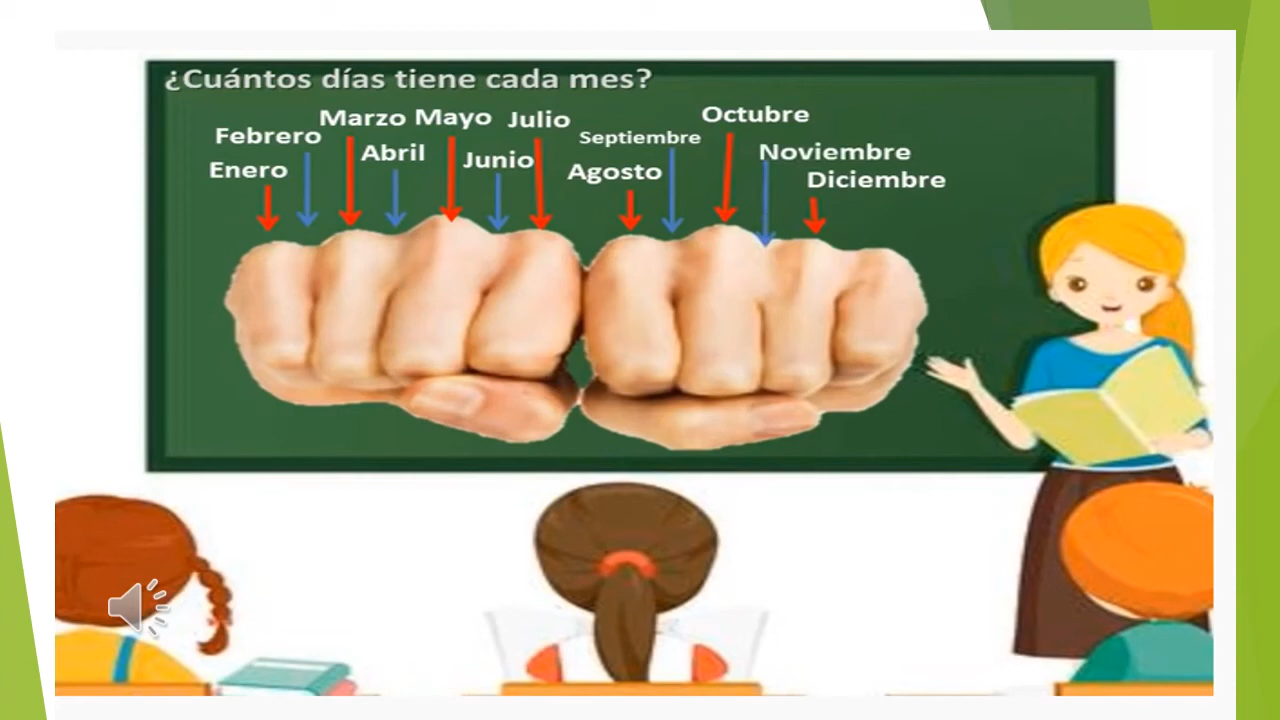 ¿Cuántos días tiene cada mes?
Enero
Febrero
Marzo
Abril
Mayo
Junio
Julio
Agosto
Septiembre
Octubre
Noviembre
Diciembre